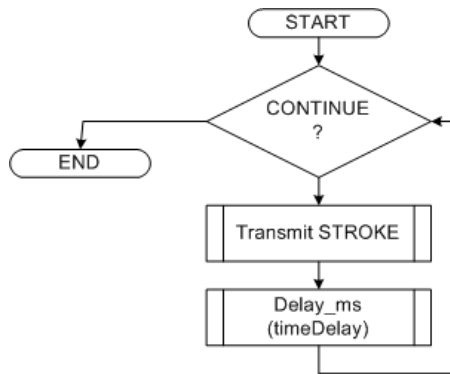 START
CONTINUE
?
END
Transmit STROKE
Delay_ms
(timeDelay)